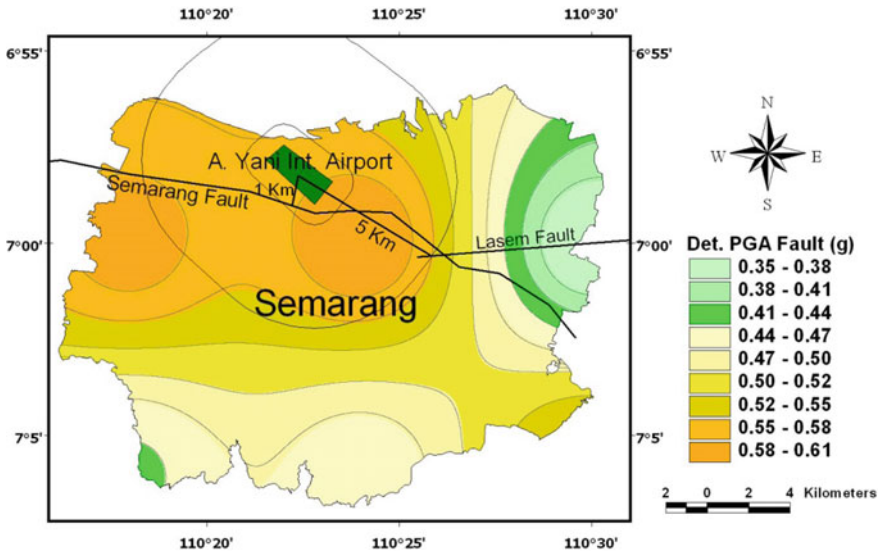 110°20' 110°25' 110°30'
6°55'
A. Yani Int. Airport
1 Km
Semarang Fault
5 Km
7°00' 7°00'
Lasem Fault
Semarang
7°5' 7°5'
110°20' 110°25' 110°30'
6°55'
N
W E
S
Det. PGA Fault (g)
0.35 - 0.38
0.38 - 0.41
0.41 - 0.44
0.44 - 0.47
0.47 - 0.50
0.50 - 0.52
0.52 - 0.55
0.55 - 0.58
0.58 - 0.61
2 0 2 4 Kilometers